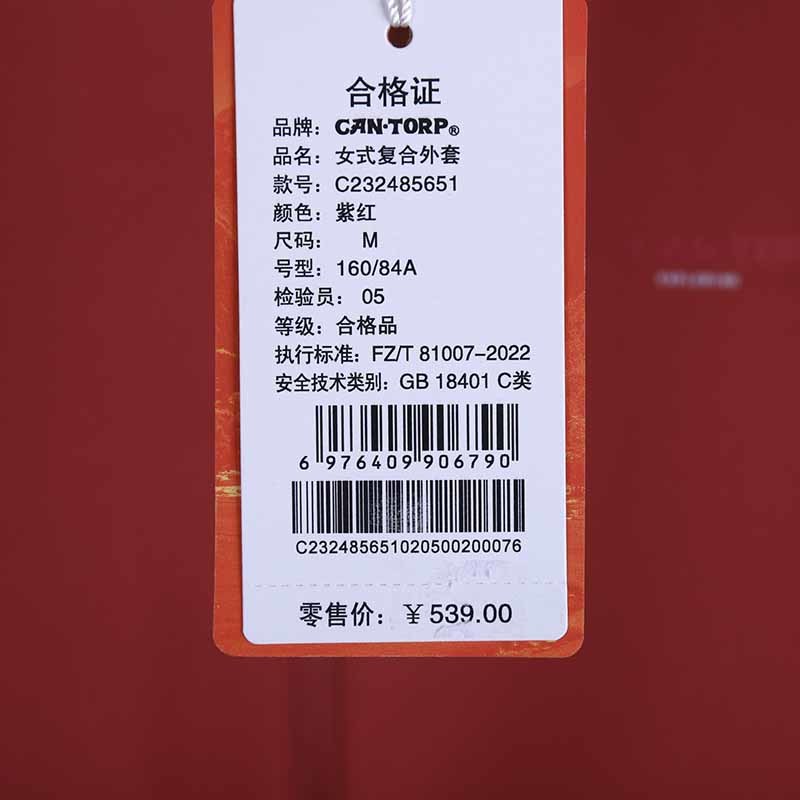 合格证
品牌：CAN·TORP®
品名：女式复合外套
款号：C232485651
颜色：紫红
尺码： M
号型：160/84A
检验员：05
等级：合格品
执行标准：FZ/T 81007-2022
安全技术类别：GB 18401 C类
6 976409 906790
C232485651020500200076
零售价：￥539.00